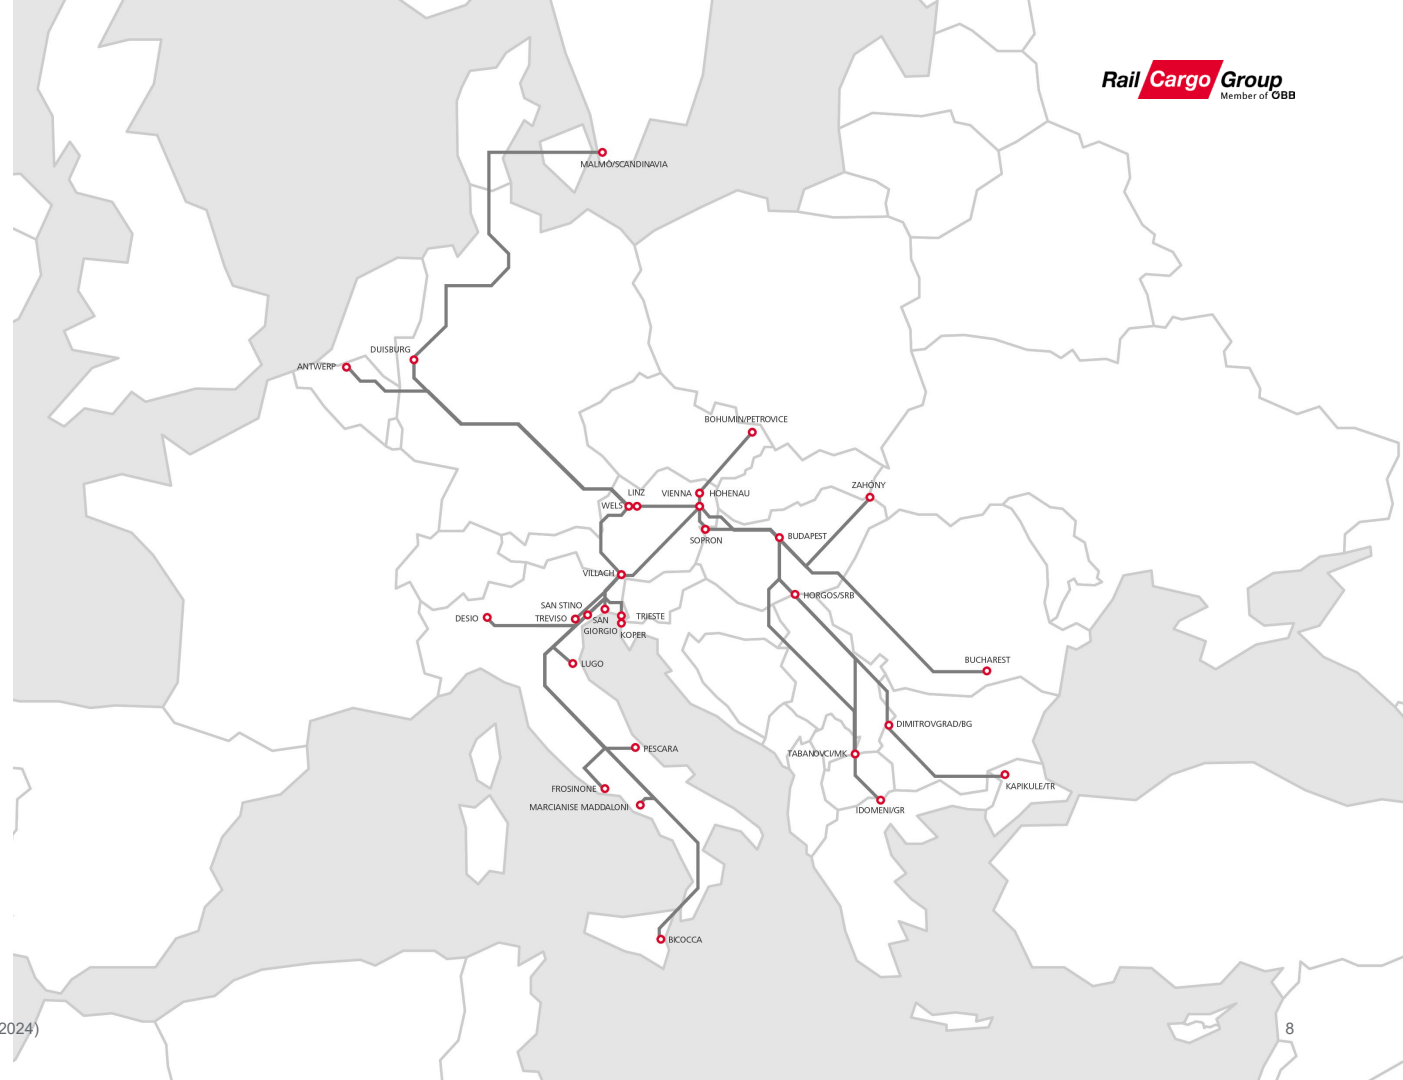 Rail Cargo Group
Member of ÖBB
MALMÖ/SCANDINAVIA
DUISBURG
ANTWERP
BOHUMIN/PETROVICE
ZAHONY
LINZ
VIENNA
HOHENAU
WELS
SOPRON
BUDAPEST
VILLACH
HORGOS/SRB
SAN STINO
DESIO
TREVISO
SAN
GIORGIO
TRIESTE
KOPER
LUGO
BUCHAREST
DIMITROVGRAD/BG
PESCARA
TABANOVCI/MK
FROSINONE
KAPIKULE/TR
MARCIANISE MADDALONI
IDOMENI/GR
BICOCCA
2024)
8